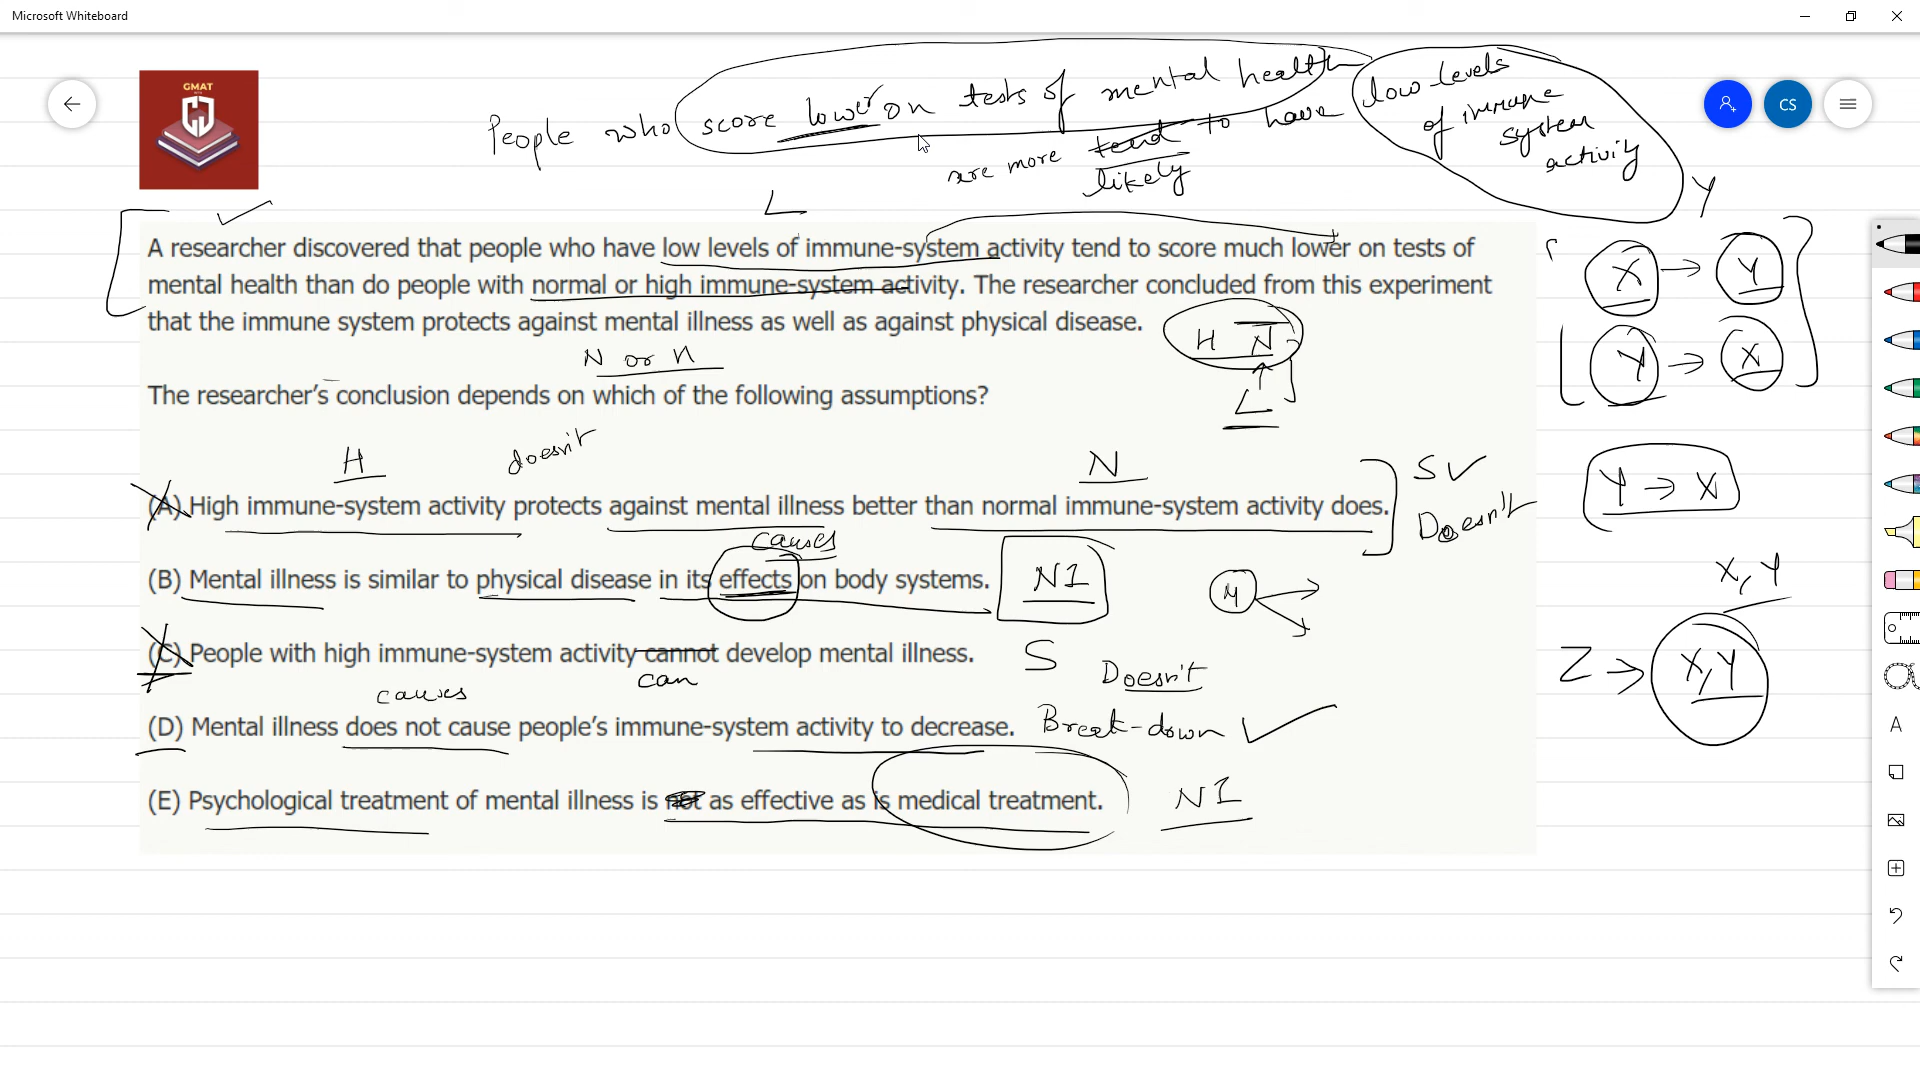 Microsoft Whiteboard
GMAT
CS
People who score lower on tests of mental health
are more tend to have
likely
low levels
of immune
system
activity
Y
L
A researcher discovered that people who have low levels of immune-system activity tend to score much lower on tests of
mental health than do people with normal or high immune-system activity. The researcher concluded from this experiment
that the immune system protects against mental illness as well as against physical disease.
X → Y
Y → X
H N
L
N or H
The researcher's conclusion depends on which of the following assumptions?
H
doesn't
N
S
Doesn't
Y → X
(A) High immune-system activity protects against mental illness better than normal immune-system activity does.
causes
(B) Mental illness is similar to physical disease in its effects on body systems.
NI
M
X, Y
Z → X, Y
(C) People with high immune-system activity cannot develop mental illness.
can
S
Doesn't
causes
(D) Mental illness does not cause people's immune-system activity to decrease.
Break-down
(E) Psychological treatment of mental illness is not as effective as is medical treatment.
NI
A